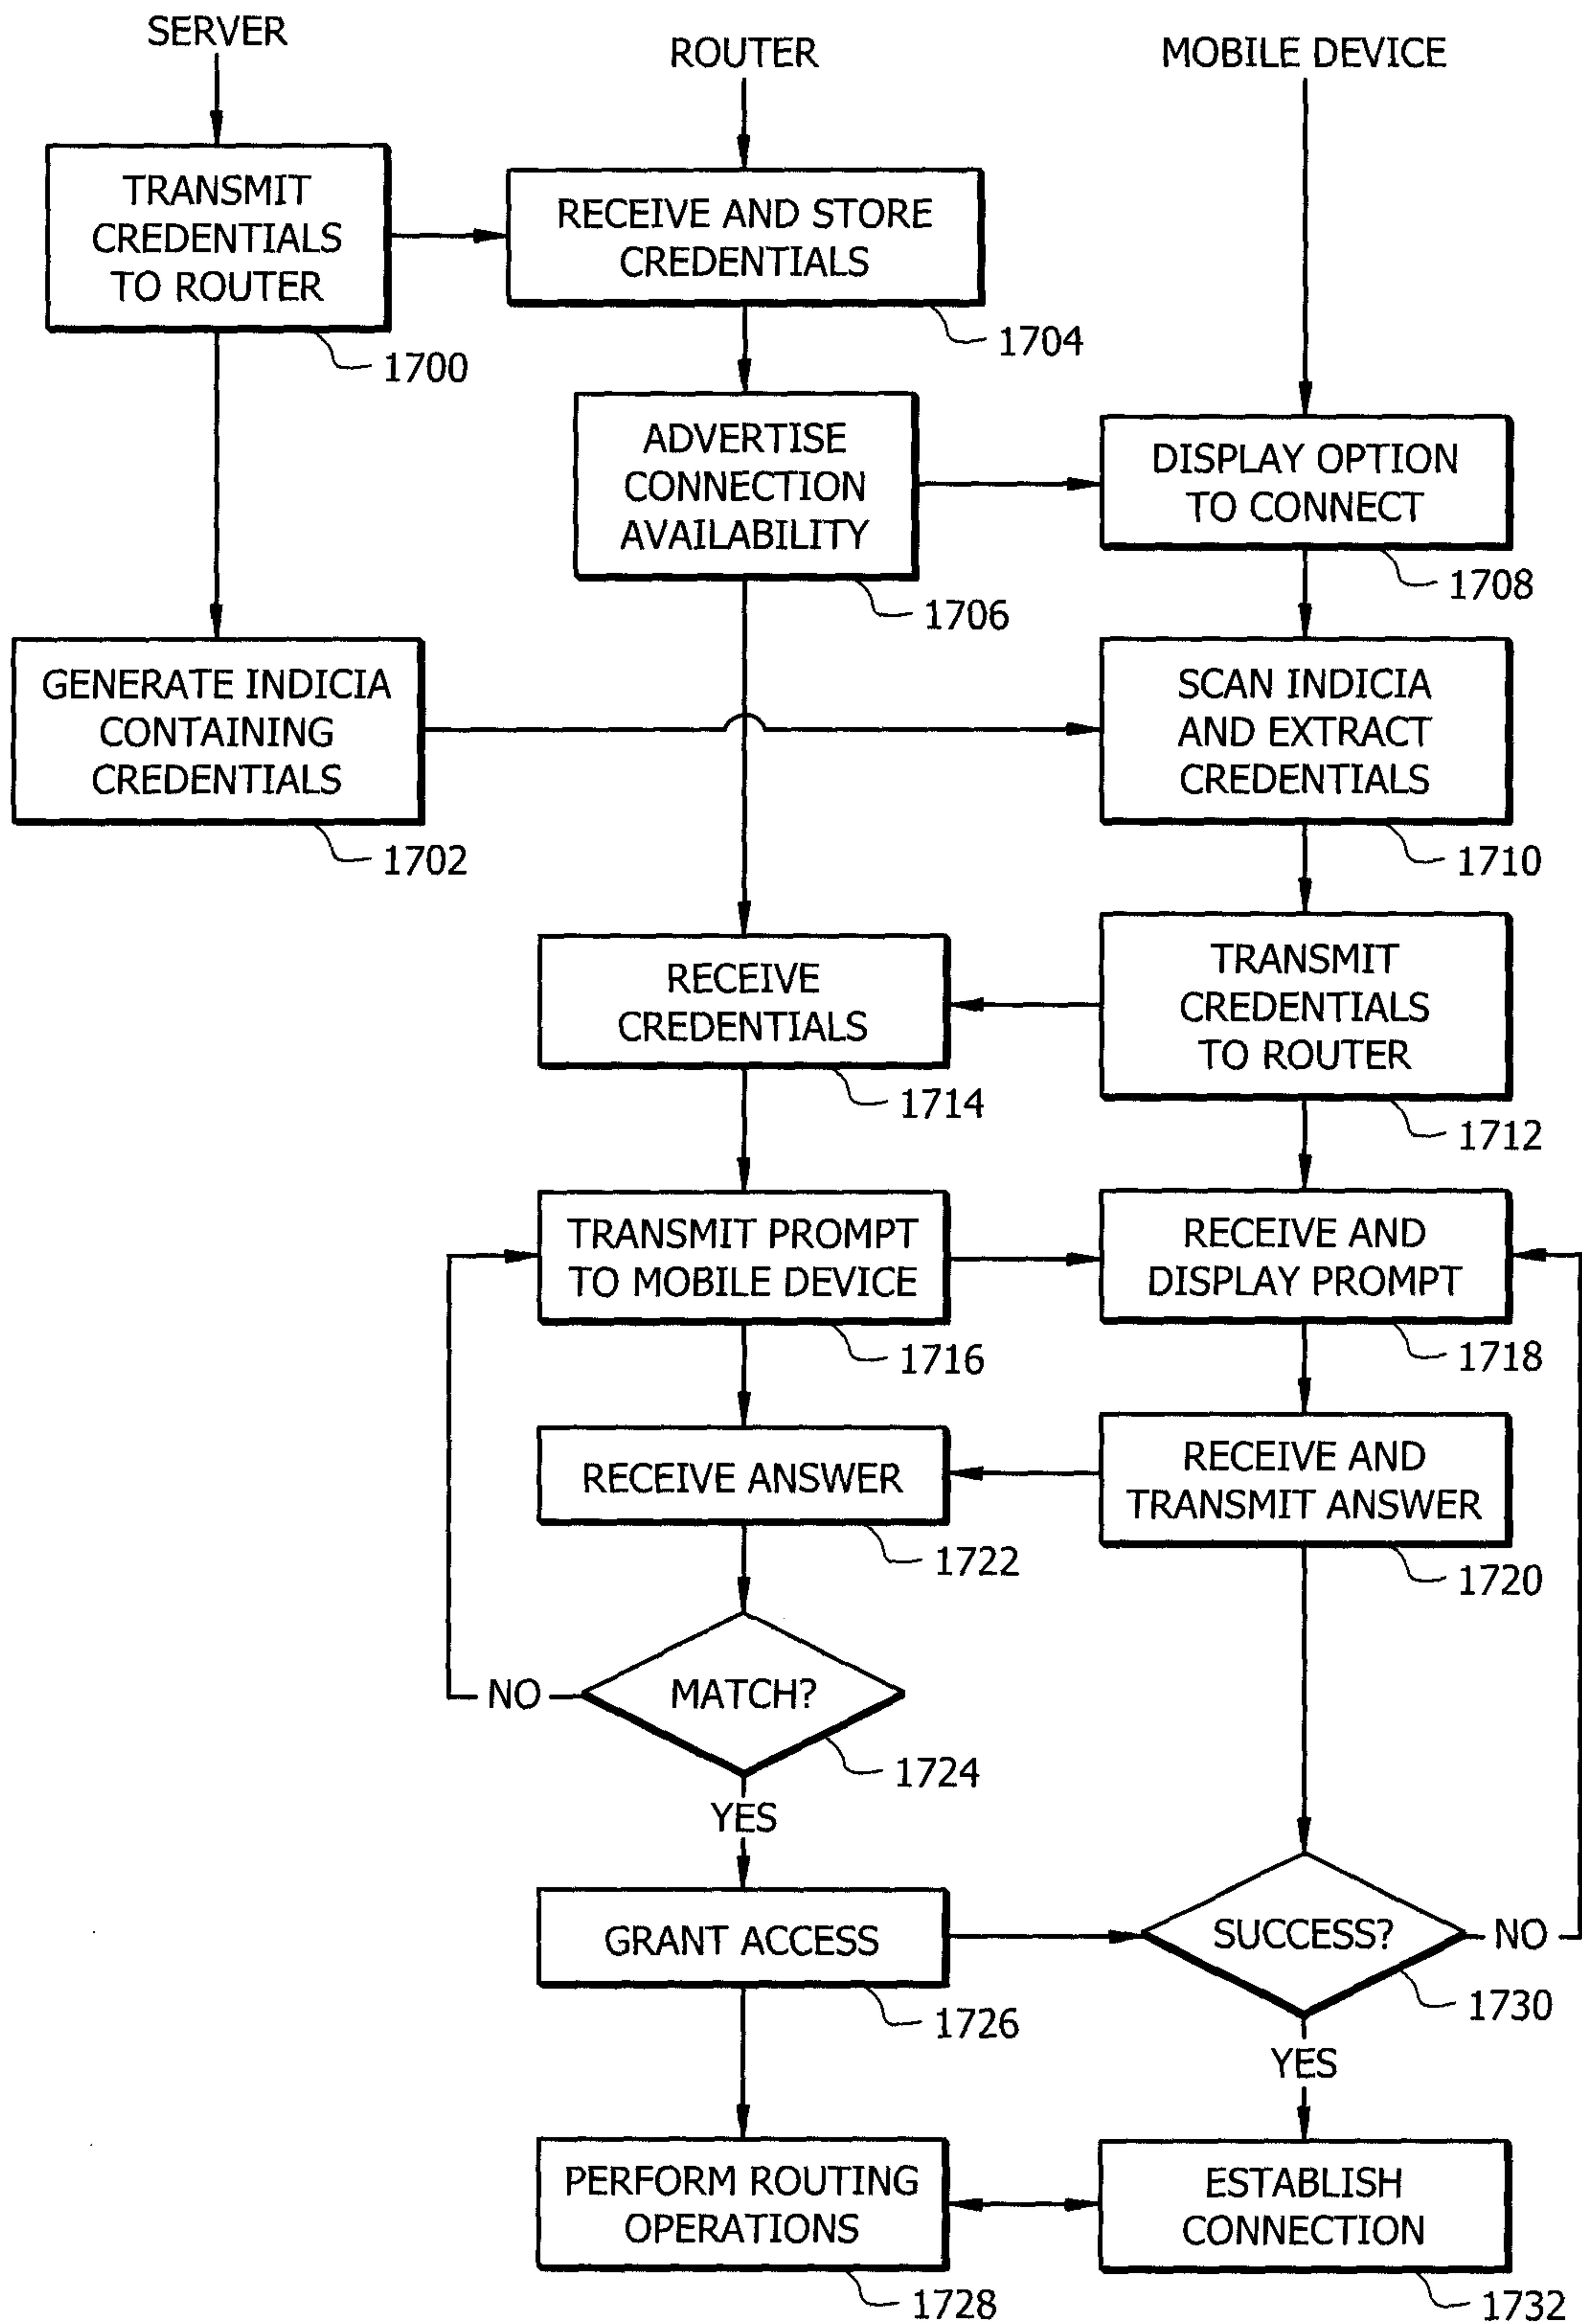 SERVER
ROUTER
MOBILE DEVICE
TRANSMIT
CREDENTIALS
TO ROUTER
1700
RECEIVE AND STORE
CREDENTIALS
1704
ADVERTISE
CONNECTION
AVAILABILITY
1706
DISPLAY OPTION
TO CONNECT
1708
GENERATE INDICIA
CONTAINING
CREDENTIALS
1702
SCAN INDICIA
AND EXTRACT
CREDENTIALS
1710
RECEIVE
CREDENTIALS
1714
TRANSMIT
CREDENTIALS
TO ROUTER
1712
TRANSMIT PROMPT
TO MOBILE DEVICE
1716
RECEIVE AND
DISPLAY PROMPT
1718
RECEIVE ANSWER
1722
RECEIVE AND
TRANSMIT ANSWER
1720
NO
MATCH?
1724
YES
GRANT ACCESS
1726
SUCCESS?
NO
1730
YES
PERFORM ROUTING
OPERATIONS
1728
ESTABLISH
CONNECTION
1732